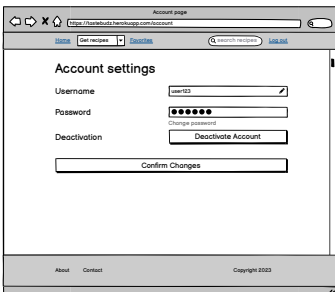 Account page
https://tastebudz.herokuapp.com/account
Home Get recipes Favorites search recipes Log out
Account settings
Username user123
Password
Change password
Deactivation Deactivate Account
Confirm Changes
About Contact Copyright 2023